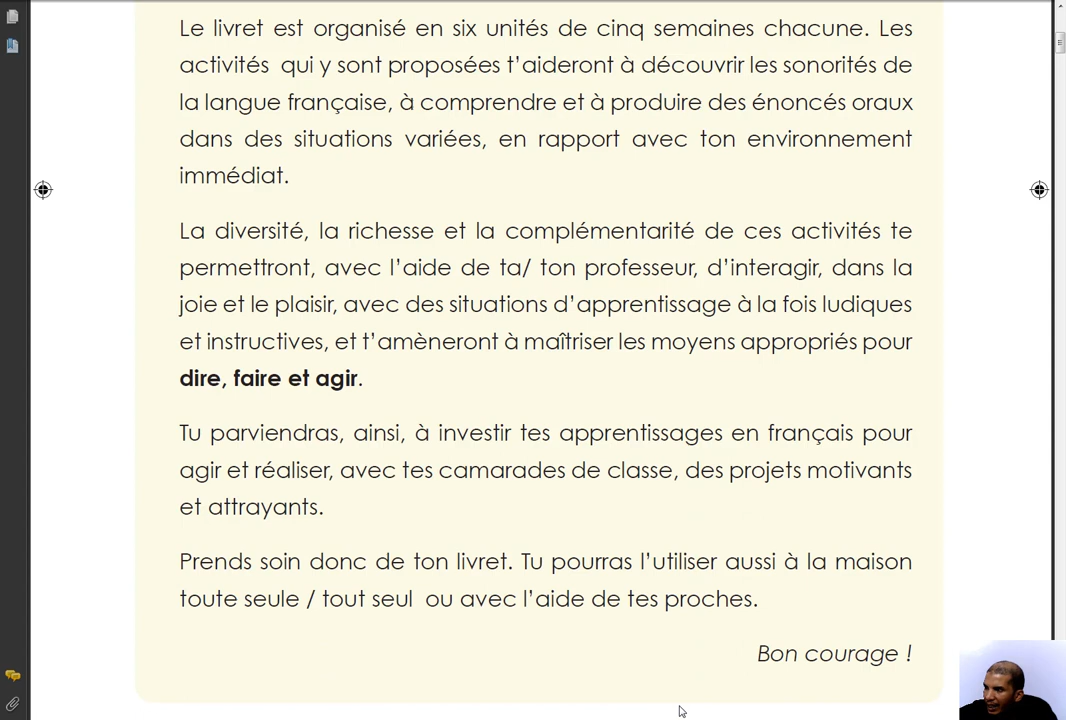 Le livret est organisé en six unités de cinq semaines chacune. Les
activités qui y sont proposées t’aideront à découvrir les sonorités de
la langue française, à comprendre et à produire des énoncés oraux
dans des situations variées, en rapport avec ton environnement
immédiat.
La diversité, la richesse et la complémentarité de ces activités te
permettront, avec l’aide de ta/ ton professeur, d’interagir, dans la
joie et le plaisir, avec des situations d’apprentissage à la fois ludiques
et instructives, et t’amèneront à maîtriser les moyens appropriés pour
dire, faire et agir.
Tu parviendras, ainsi, à investir tes apprentissages en français pour
agir et réaliser, avec tes camarades de classe, des projets motivants
et attrayants.
Prends soin donc de ton livret. Tu pourras l’utiliser aussi à la maison
toute seule / tout seul ou avec l’aide de tes proches.
Bon courage !